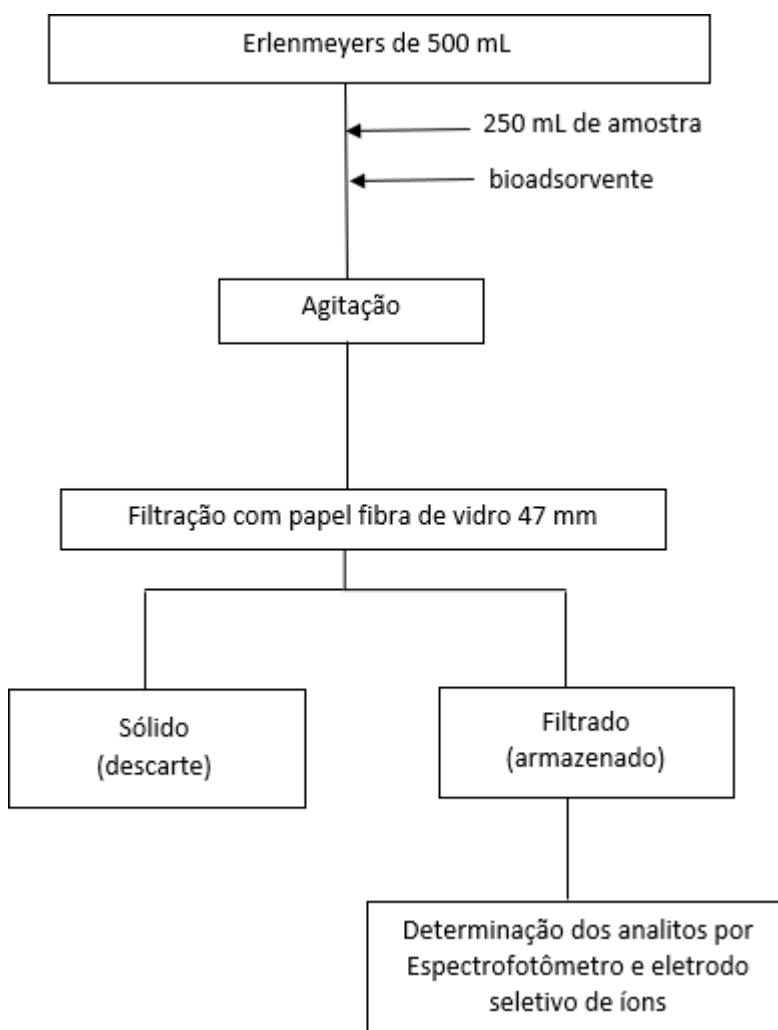 Erlenmeyers de 500 mL
250 mL de amostra
bioadsorvente
Agitação
Filtração com papel fibra de vidro 47 mm
Sólido
(descarte)
Filtrado
(armazenado)
Determinação dos analitos por
Espectrofotômetro e eletrodo
seletivo de íons